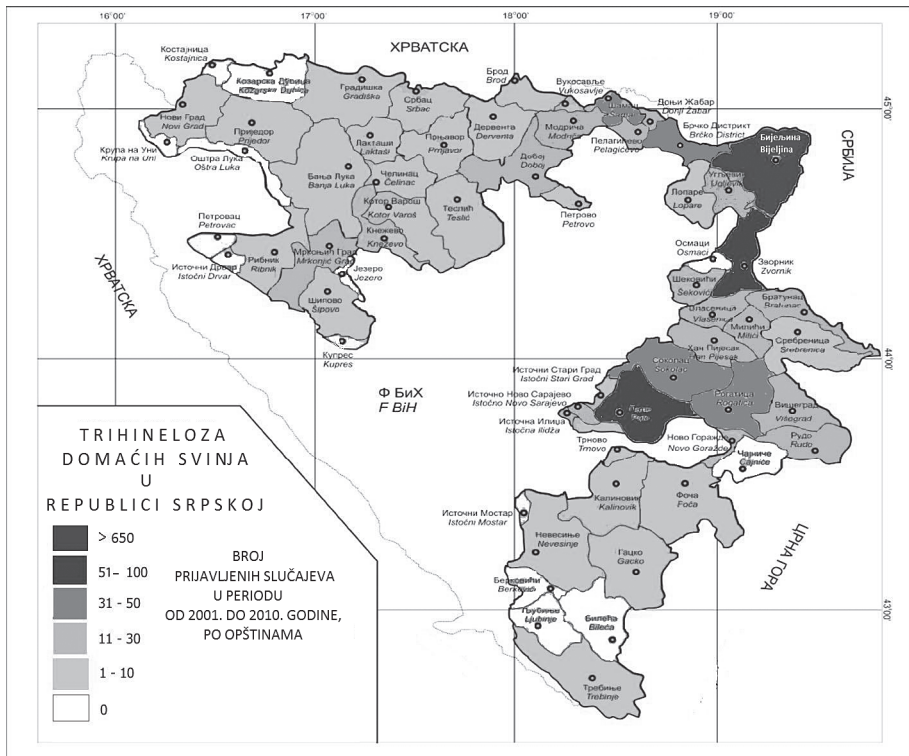 16°00'
17°00'
18°00'
19°00'
ХРВАТСКА
Костајница
Kostajnica
Козарска Дубица
Kozarska Dubica
Градишка
Gradiška
Србац
Srbac
Брод
Brod
Вукосавље
Vukosavlje
Шамац
Доњи Жабар
Donji Žabar
45°00'
Нови Град
Novi Grad
Приједор
Prijedor
Лакташи
Laktaši
Прњавор
Prnjavor
Дервента
Derventa
Модрича
Modriča
Пелагићево
Pelagićevo
Брчко Дистрикт
Brčko District
Бијељина
Bijeljina
СРБИЈА
Крупа на Уни
Krupa na Uni
Оштра Лука
Oštra Luka
Бања Лука
Banja Luka
Челинац
Čelinac
Добој
Doboj
Угљевик
Ugljevik
Лопаре
Lopare
Котор Варош
Kotor Varoš
Теслић
Teslić
Петрово
Petrovo
Петровац
Petrovac
Кнежево
Kneževo
Осмаци
Osmaci
Зворник
Zvornik
Источни Дрвар
Istočni Drvar
Рибник
Ribnik
Мркоњић Град
Mrkonjić Grad
Језеро
Jezero
Шипово
Šipovo
Шековићи
Šekovići
Власеница
Vlasenica
Братунац
Bratunac
Милићи
Milići
Сребреница
Srebrenica
ХРВАТСКА
Купрес
Kupres
Хан Пијесак
Han Pijesak
44°00'
Источни Стари Град
Istočni Stari Grad
Соколац
Sokolac
Ф БиХ
F BiH
Источно Ново Сарајево
Istočno Novo Sarajevo
Источна Илиџа
Istočna Ilidža
Пале
Pale
Рогатица
Rogatica
Вишеград
Višegrad
Трново
Trnovo
Ново Горажде
Novo Goražde
Рудо
Rudo
Чајниче
Čajniče
Калиновик
Kalinovik
Фоча
Foča
Источни Мостар
Istočni Mostar
Невесиње
Nevesinje
Гацко
Gacko
ЦРНА ГОРА
Берковићи
Berkovići
Љубиње
Ljubinje
Билећа
Bileća
43°00'
Требиње
Trebinje
TRIHINELOZA
DOMAĆIH SVINJA
U
REPUBLICI SRPSKOJ
> 650
51– 100
31 - 50
11 - 30
1 - 10
0
BROJ
PRIJAVLJENIH SLUČAJEVA
U PERIODU
OD 2001. DO 2010. GODINE,
PO OPŠTINAMA